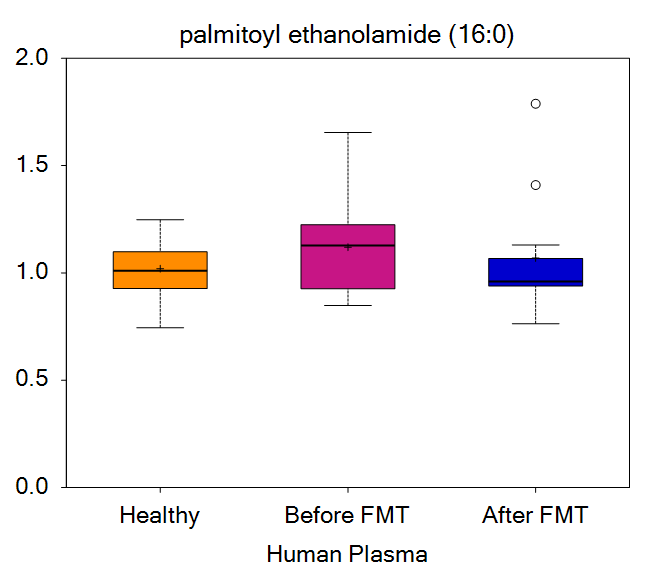 palmitoyl ethanolamide (16:0)
2.0
1.5
1.0
0.5
0.0
Healthy Before FMT After FMT
Human Plasma